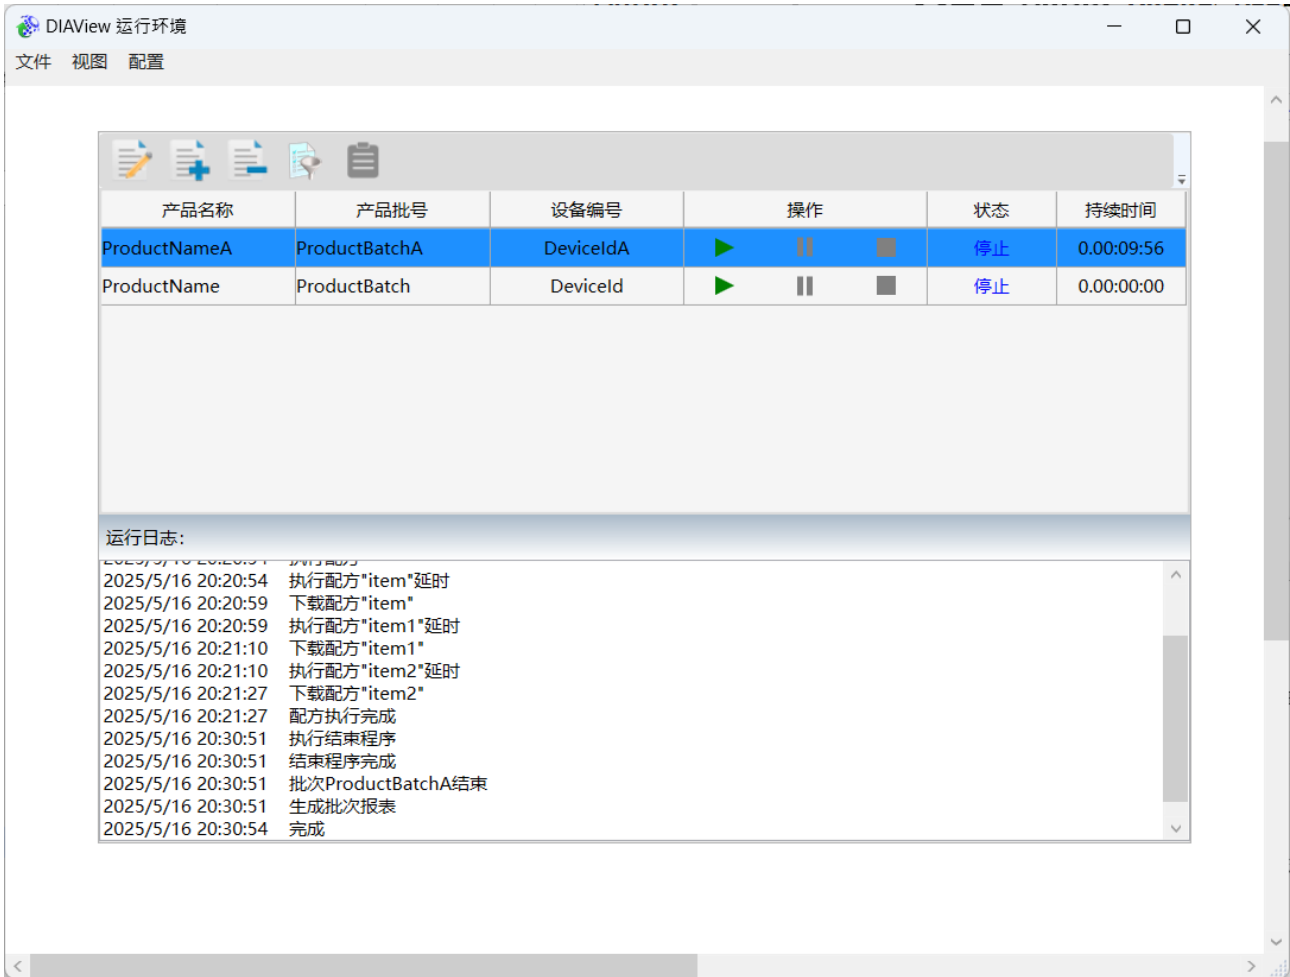 DIAView 运行环境
文件 视图 配置
产品名称 产品批号 设备编号 操作 状态 持续时间
ProductNameA ProductBatchA DeviceIdA 停止 0.00:09:56
ProductName ProductBatch DeviceId 停止 0.00:00:00
运行日志:
2025/5/16 20:20:54 执行配方"item"延时
2025/5/16 20:20:59 下载配方"item"
2025/5/16 20:20:59 执行配方"item1"延时
2025/5/16 20:21:10 下载配方"item1"
2025/5/16 20:21:10 执行配方"item2"延时
2025/5/16 20:21:27 下载配方"item2"
2025/5/16 20:21:27 配方执行完成
2025/5/16 20:30:51 执行结束程序
2025/5/16 20:30:51 结束程序完成
2025/5/16 20:30:51 批次ProductBatchA结束
2025/5/16 20:30:51 生成批次报表
2025/5/16 20:30:54 完成